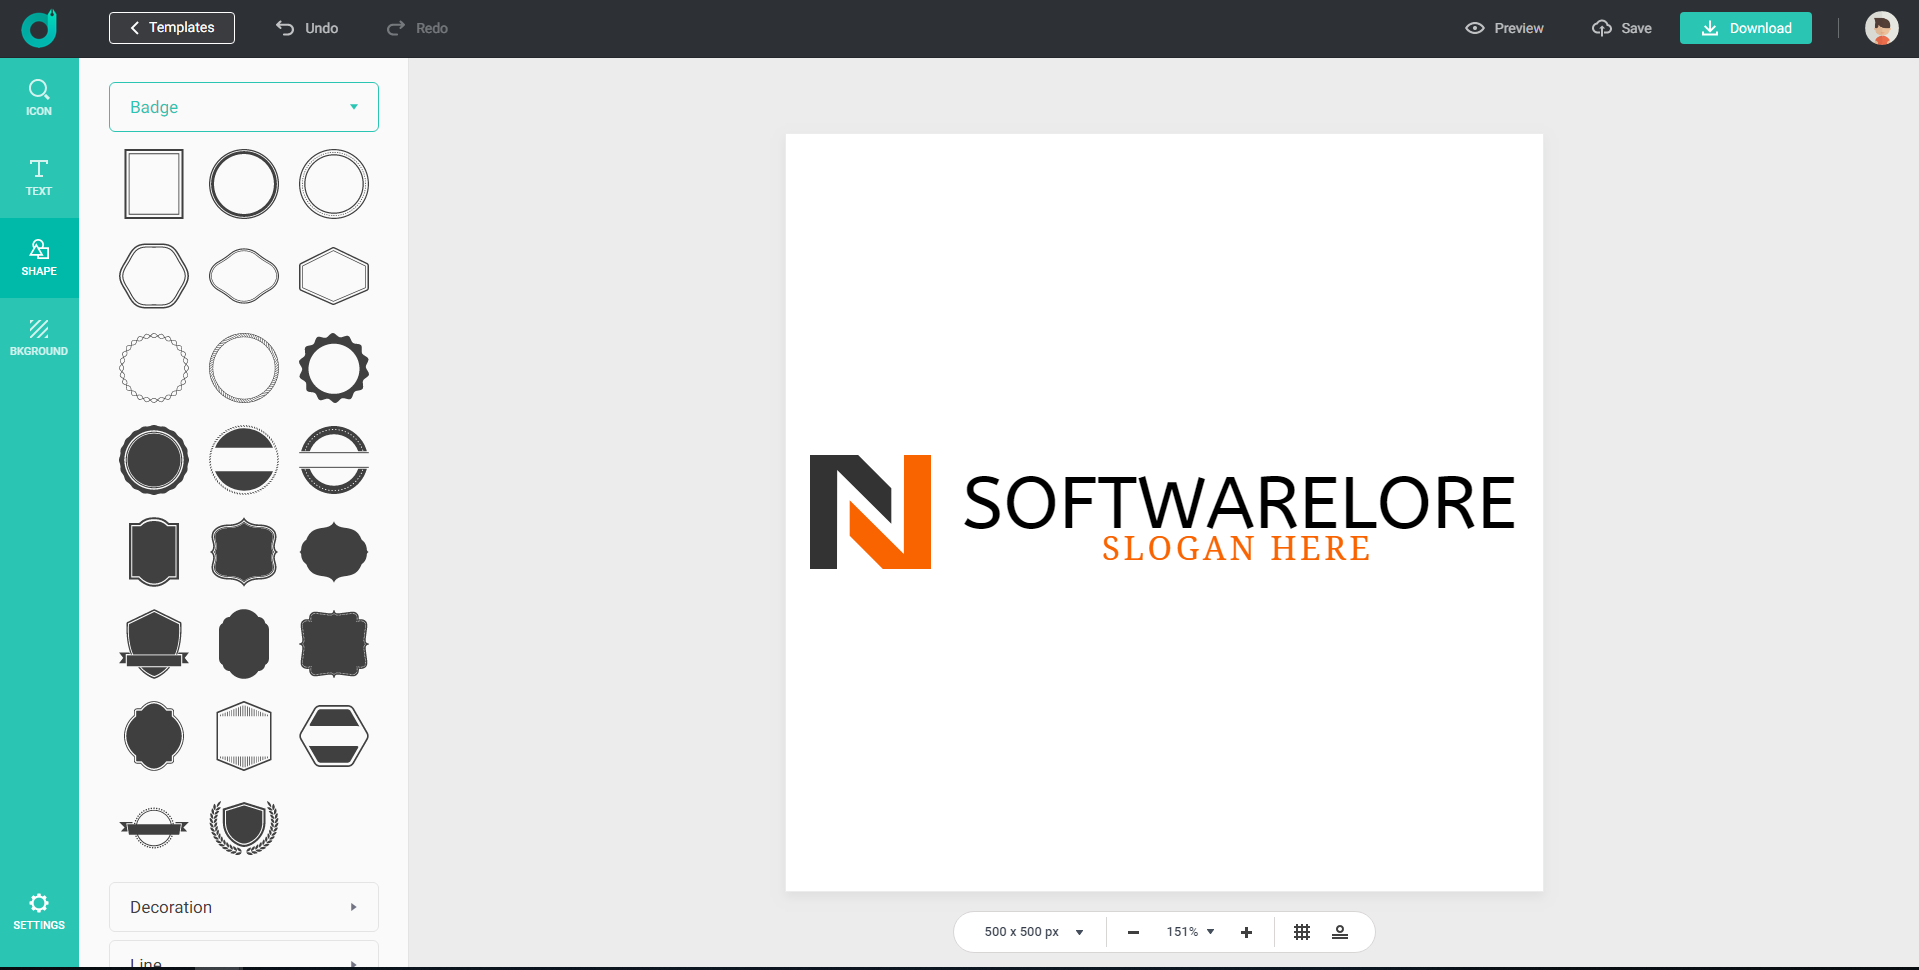 Templates
Undo
Redo
Preview
Save
Download
ICON
TEXT
SHAPE
BKGROUND
SETTINGS
Badge
Decoration
Line
SOFTWARELORE
SLOGAN HERE
500 x 500 px
151%